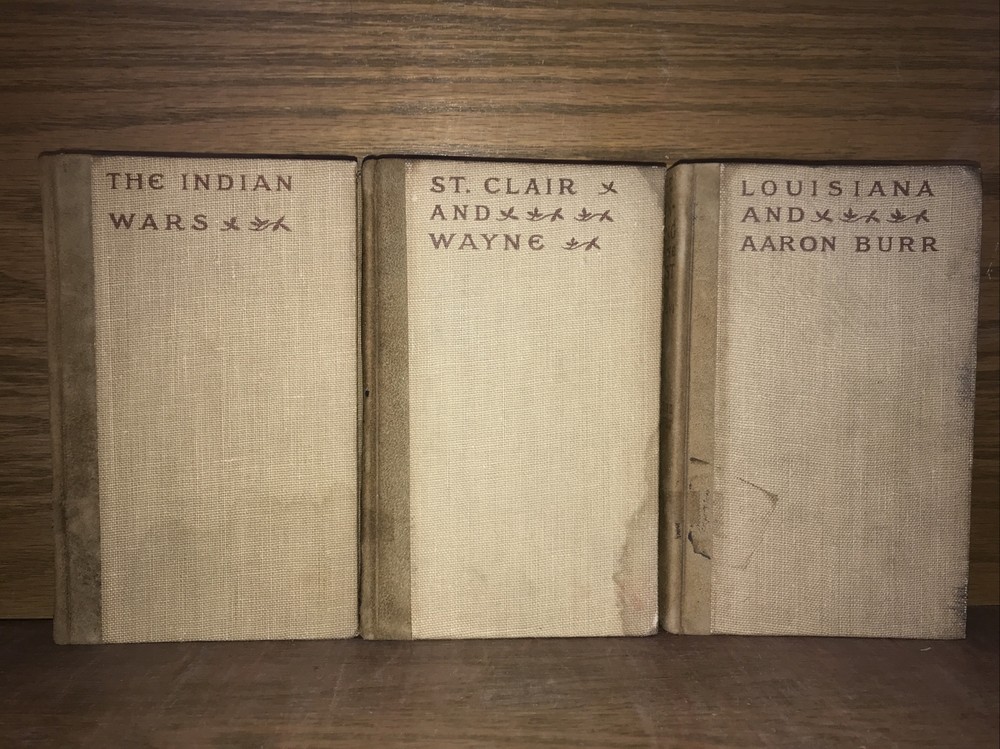 THE INDIAN
WARS
ST. CLAIR
AND
WAYNE
LOUISIANA
AND
AARON BURR